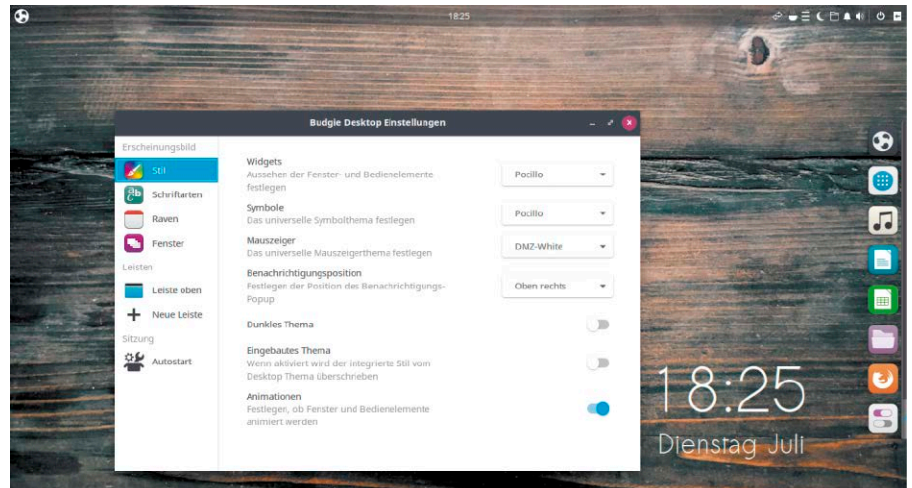 18:25
Budgie Desktop Einstellungen
Erscheinungsbild
Stil
Schriftarten
Raven
Fenster
Leisten
Leiste oben
Neue Leiste
Sitzung
Autostart
Widgets
Aussehen der Fenster- und Bedienelemente
festlegen
Pocillo
Symbole
Das universelle Symbolthema festlegen
Pocillo
Mauszeiger
Das universelle Mauszeigerthema festlegen
DMZ-White
Benachrichtigungsposition
Festlegen der Position des Benachrichtigungs-
Popup
Oben rechts
Dunkles Thema
Eingebautes Thema
Wenn aktiviert wird der integrierte Stil vom
Desktop Thema überschrieben
Animationen
Festlegen, ob Fenster und Bedienelemente
animiert werden
18:25
Dienstag Juli